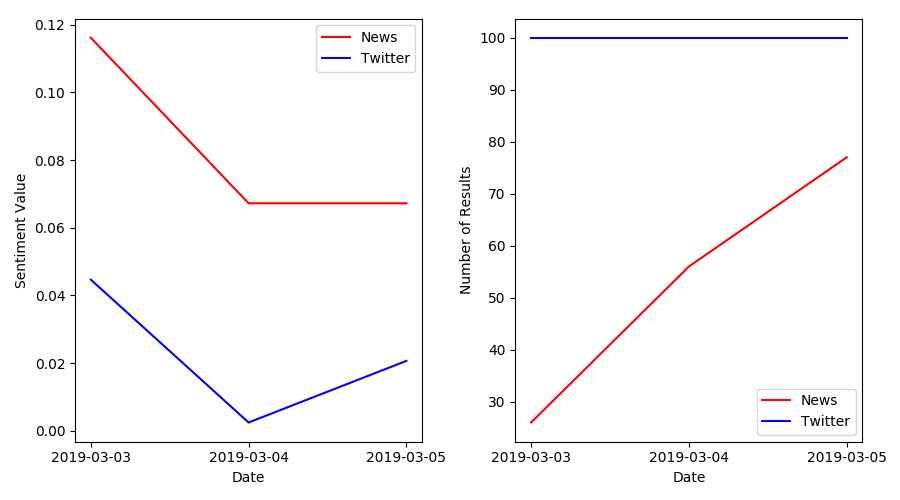 0.12
0.10
0.08
0.06
0.04
0.02
0.00
Sentiment Value
2019-03-03 2019-03-04 2019-03-05
Date
News
Twitter
100
90
80
70
60
50
40
30
Number of Results
2019-03-03 2019-03-04 2019-03-05
Date
News
Twitter